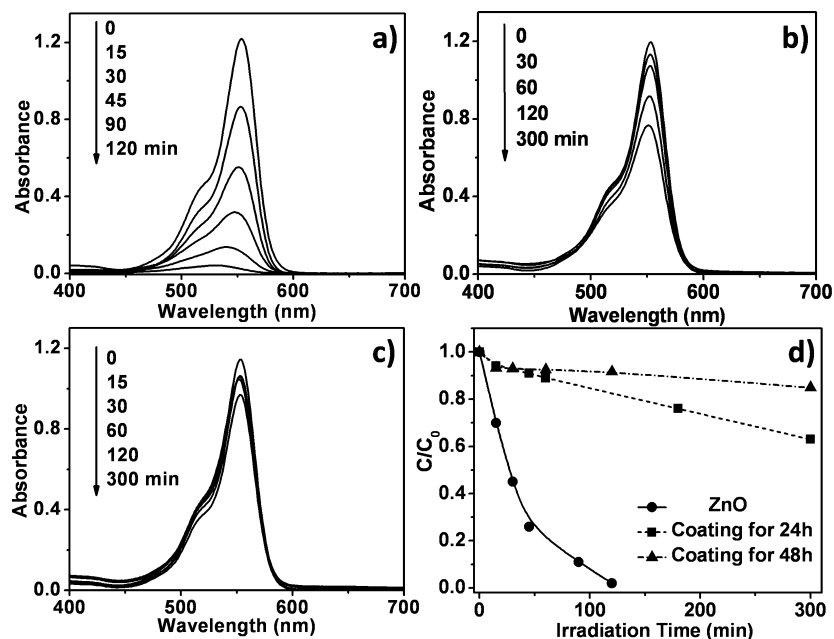 a)
0
15
30
45
90
120 min
1.2
0.8
0.4
0.0
Absorbance
400
500
600
700
Wavelength (nm)
b)
0
30
60
120
300 min
1.2
0.8
0.4
0.0
Absorbance
400
500
600
700
Wavelength (nm)
c)
0
15
30
60
120
300 min
1.2
0.8
0.4
0.0
Absorbance
400
500
600
700
Wavelength (nm)
d)
1.0
0.8
0.6
0.4
0.2
0.0
C/C0
ZnO
Coating for 24h
Coating for 48h
0
100
200
300
Irradiation Time (min)